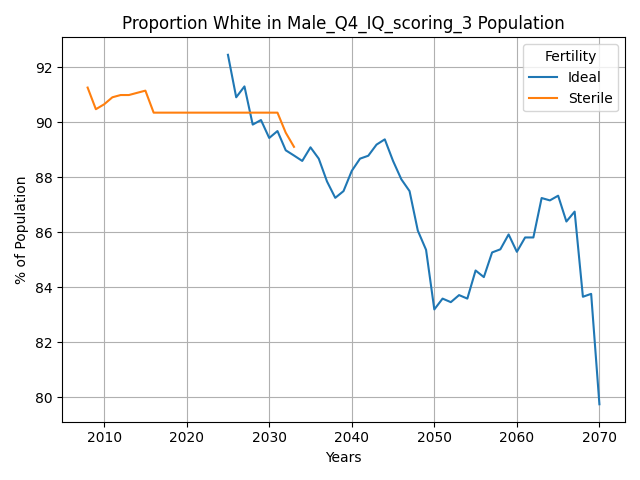 Proportion White in Male_Q4_IQ_scoring_3 Population
Fertility
Ideal
Sterile
% of Population
92
90
88
86
84
82
80
2010
2020
2030
2040
2050
2060
2070
Years